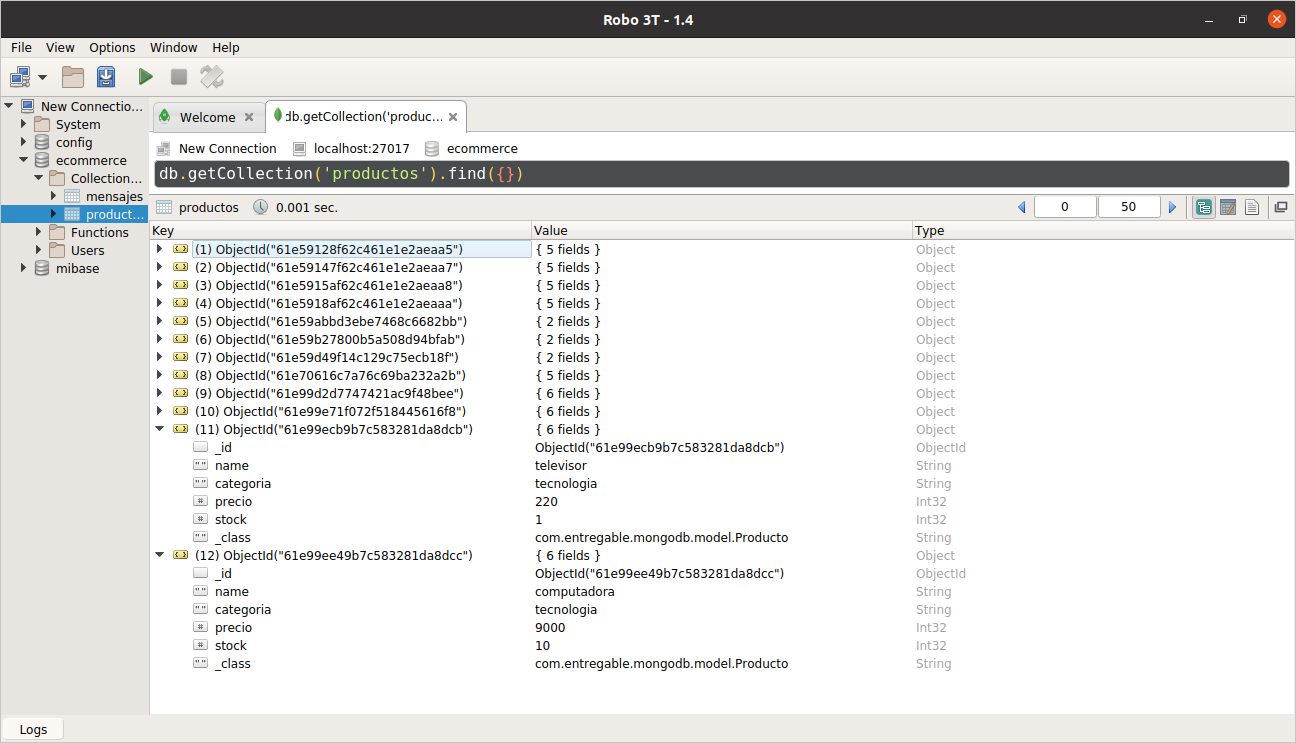 Robo 3T - 1.4
File View Options Window Help
New Connectio...
System
config
ecommerce
Collection...
mensajes
product...
Functions
Users
mibase
Welcome
db.getCollection('produc...
New Connection localhost:27017 ecommerce
db.getCollection('productos').find({})
productos 0.001 sec. 0 50
Key Value Type
(1) ObjectId("61e59128f62c461e1e2aeaa5") { 5 fields } Object
(2) ObjectId("61e59147f62c461e1e2aeaa7") { 5 fields } Object
(3) ObjectId("61e5915af62c461e1e2aeaa8") { 5 fields } Object
(4) ObjectId("61e5918af62c461e1e2aeaaa") { 5 fields } Object
(5) ObjectId("61e59abbd3ebe7468c6682bb") { 2 fields } Object
(6) ObjectId("61e59b27800b5a508d94bfab") { 2 fields } Object
(7) ObjectId("61e59d49f14c129c75ecb18f") { 2 fields } Object
(8) ObjectId("61e70616c7a76c69ba232a2b") { 5 fields } Object
(9) ObjectId("61e99d2d7747421ac9f48bee") { 6 fields } Object
(10) ObjectId("61e99e71f072f518445616f8") { 6 fields } Object
(11) ObjectId("61e99ecb9b7c583281da8dcb") { 6 fields } Object
_id ObjectId("61e99ecb9b7c583281da8dcb") ObjectId
name televisor String
categoria tecnologia String
precio 220 Int32
stock 1 Int32
_class com.entregable.mongodb.model.Producto String
(12) ObjectId("61e99ee49b7c583281da8dcc") { 6 fields } Object
_id ObjectId("61e99ee49b7c583281da8dcc") ObjectId
name computadora String
categoria tecnologia String
precio 9000 Int32
stock 10 Int32
_class com.entregable.mongodb.model.Producto String
Logs